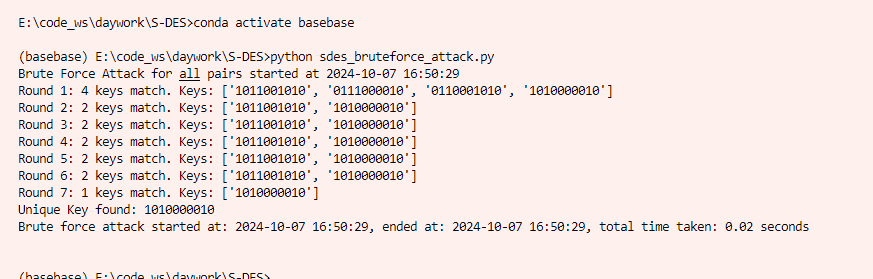 E:\code_ws\daywork\S-DES>conda activate basebase
(basebase) E:\code_ws\daywork\S-DES>python sdes_bruteforce_attack.py
Brute Force Attack for all pairs started at 2024-10-07 16:50:29
Round 1: 4 keys match. Keys: ['1011001010', '0111000010', '0110001010', '1010000010']
Round 2: 2 keys match. Keys: ['1011001010', '1010000010']
Round 3: 2 keys match. Keys: ['1011001010', '1010000010']
Round 4: 2 keys match. Keys: ['1011001010', '1010000010']
Round 5: 2 keys match. Keys: ['1011001010', '1010000010']
Round 6: 2 keys match. Keys: ['1011001010', '1010000010']
Round 7: 1 keys match. Keys: ['1010000010']
Unique Key found: 1010000010
Brute force attack started at: 2024-10-07 16:50:29, ended at: 2024-10-07 16:50:29, total time taken: 0.02 seconds
(basebase) E:\code_ws\daywork\S-DES>